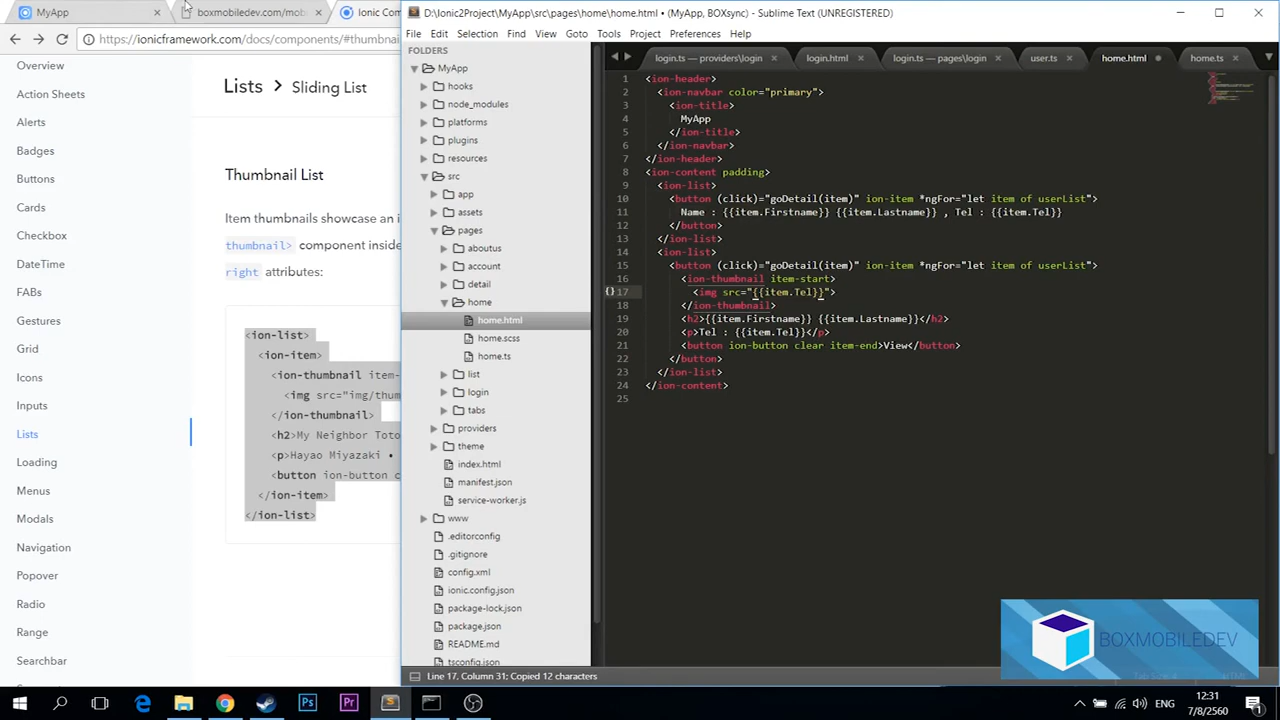 MyApp
boxmobiledev.com/mob
Ionic Com
D:\Ionic2Project\MyApp\src\pages\home\home.html • (MyApp, BOXsync) - Sublime Text (UNREGISTERED)
https://ionicframework.com/docs/components/#thumbnai
File Edit Selection Find View Goto Tools Project Preferences Help
Overview
Action Sheets
Alerts
Badges
Buttons
Cards
Checkbox
DateTime
FABs
Gestures
Grid
Icons
Inputs
Lists
Loading
Menus
Modals
Navigation
Popover
Radio
Range
Searchbar
Lists > Sliding List
Thumbnail List
Item thumbnails showcase an i
thumbnail> component inside
right attributes:
<ion-list>
<ion-item>
<ion-thumbnail item-
<img src="img/thu
</ion-thumbnail>
<h2>My Neighbor Toto
<p>Hayao Miyazaki •
<button ion-button c
</ion-item>
</ion-list>
FOLDERS
MyApp
hooks
node_modules
platforms
plugins
resources
src
app
assets
pages
aboutus
account
detail
home
home.html
home.scss
home.ts
list
login
tabs
providers
theme
index.html
manifest.json
service-worker.js
www
.editorconfig
.gitignore
config.xml
ionic.config.json
package-lock.json
package.json
README.md
tsconfig.json
login.ts — providers\login
login.html
login.ts — pages\login
user.ts
home.html
home.ts
1 <ion-header>
2 <ion-navbar color="primary">
3 <ion-title>
4 MyApp
5 </ion-title>
6 </ion-navbar>
7 </ion-header>
8 <ion-content padding>
9 <ion-list>
10 <button (click)="goDetail(item)" ion-item *ngFor="let item of userList">
11 Name : {{item.Firstname}} {{item.Lastname}} , Tel : {{item.Tel}}
12 </button>
13 </ion-list>
14 <ion-list>
15 <button (click)="goDetail(item)" ion-item *ngFor="let item of userList">
16 <ion-thumbnail item-start>
{} 17 <img src="{{item.Tel}}">
18 </ion-thumbnail>
19 <h2>{{item.Firstname}} {{item.Lastname}}</h2>
20 <p>Tel : {{item.Tel}}</p>
21 <button ion-button clear item-end>View</button>
22 </button>
23 </ion-list>
24 </ion-content>
25
BOXMOBILEDEV
Line 17, Column 31; Copied 12 characters
Tab Size: 4
ENG
12:31
7/8/2560
1